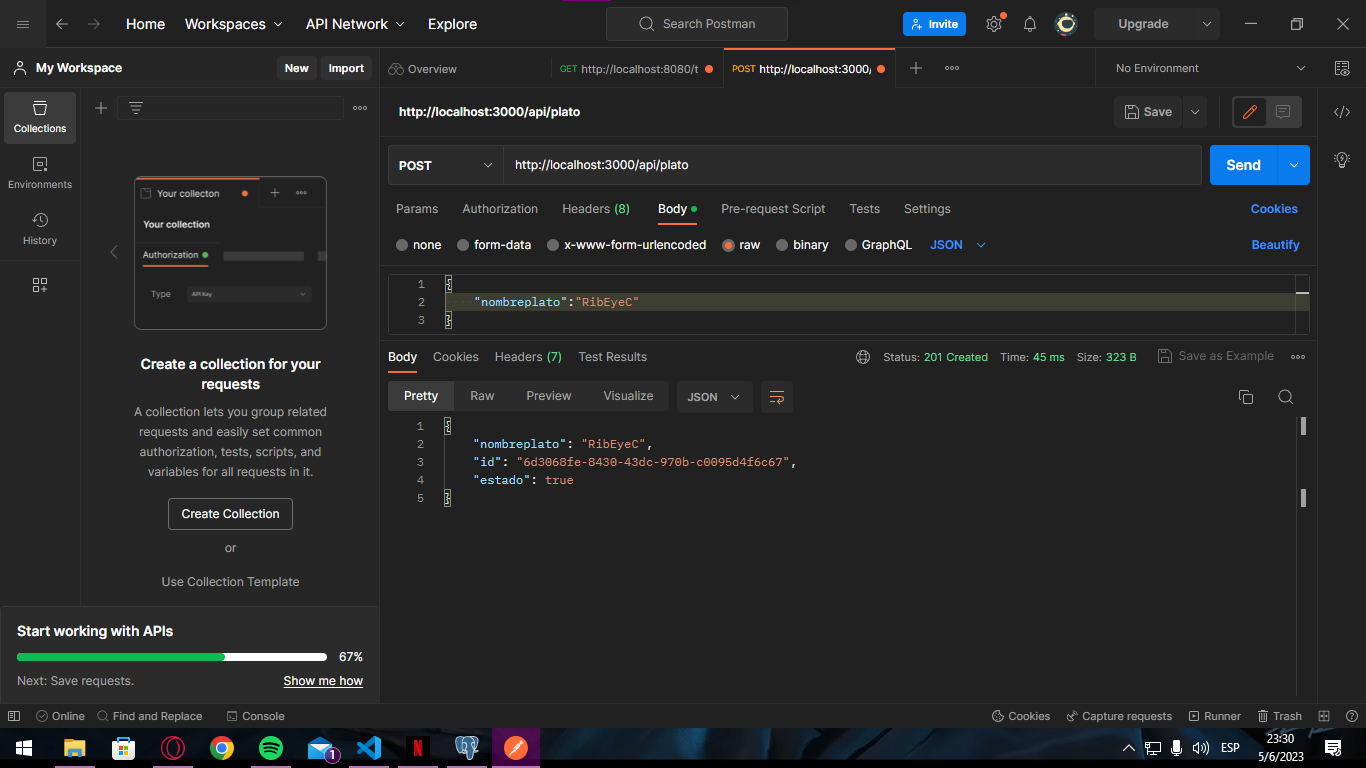 Home Workspaces API Network Explore Search Postman Invite Upgrade
My Workspace New Import Overview GET http://localhost:8080/t POST http://localhost:3000/ No Environment
Collections
Environments
History
Your collecton
Your collection
Authorization
Type API Key
Create a collection for your
requests
A collection lets you group related
requests and easily set common
authorization, tests, scripts, and
variables for all requests in it.
Create Collection
or
Use Collection Template
Start working with APIs
67%
Next: Save requests. Show me how
http://localhost:3000/api/plato Save
POST http://localhost:3000/api/plato Send
Params Authorization Headers (8) Body Pre-request Script Tests Settings Cookies
none form-data x-www-form-urlencoded raw binary GraphQL JSON Beautify
1 {
2 "nombreplato":"RibEyeC"
3 }
Body Cookies Headers (7) Test Results Status: 201 Created Time: 45 ms Size: 323 B Save as Example
Pretty Raw Preview Visualize JSON
1 {
2 "nombreplato": "RibEyeC",
3 "id": "6d3068fe-8430-43dc-970b-c0095d4f6c67",
4 "estado": true
5 }
Online Find and Replace Console Cookies Capture requests Runner Trash
1 N ESP 23:30
5/6/2023